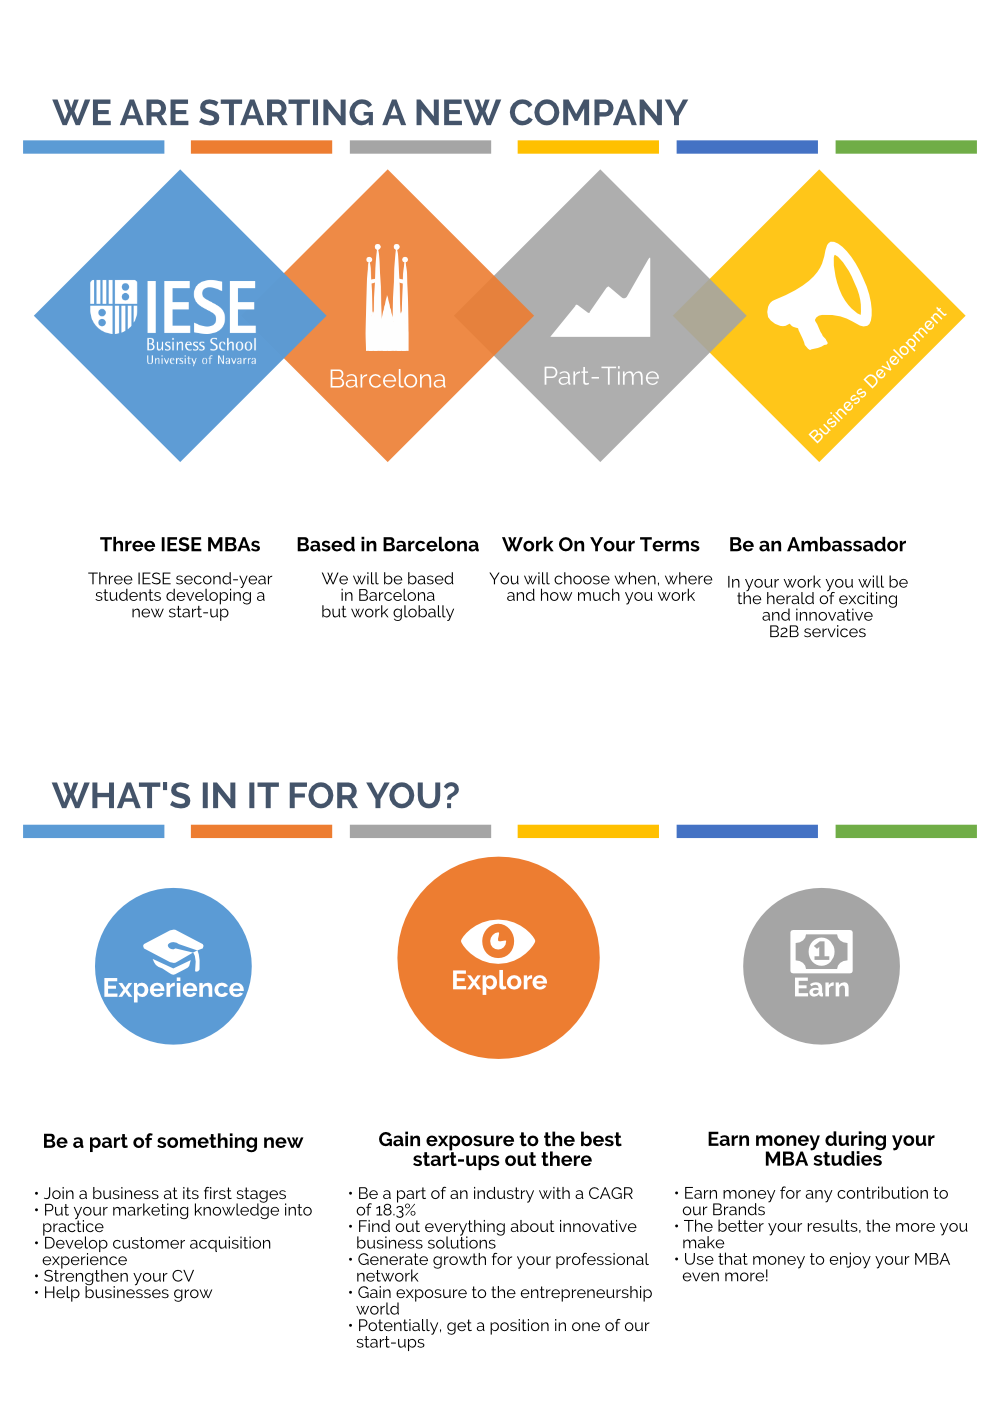 WE ARE STARTING A NEW COMPANY
IESE
Business School
University of Navarra
Barcelona
Part-Time
Business Development
Three IESE MBAs
Three IESE second-year
students developing a
new start-up
Based in Barcelona
We will be based
in Barcelona
but work globally
Work On Your Terms
You will choose when, where
and how much you work
Be an Ambassador
In your work you will be
the herald of exciting
and innovative
B2B services
WHAT'S IN IT FOR YOU?
Experience
Explore
1
Earn
Be a part of something new
• Join a business at its first stages
• Put your marketing knowledge into
practice
• Develop customer acquisition
experience
• Strengthen your CV
• Help businesses grow
Gain exposure to the best
start-ups out there
• Be a part of an industry with a CAGR
of 18.3%
• Find out everything about innovative
business solutions
• Generate growth for your professional
network
• Gain exposure to the entrepreneurship
world
• Potentially, get a position in one of our
start-ups
Earn money during your
MBA studies
• Earn money for any contribution to
our Brands
• The better your results, the more you
make
• Use that money to enjoy your MBA
even more!